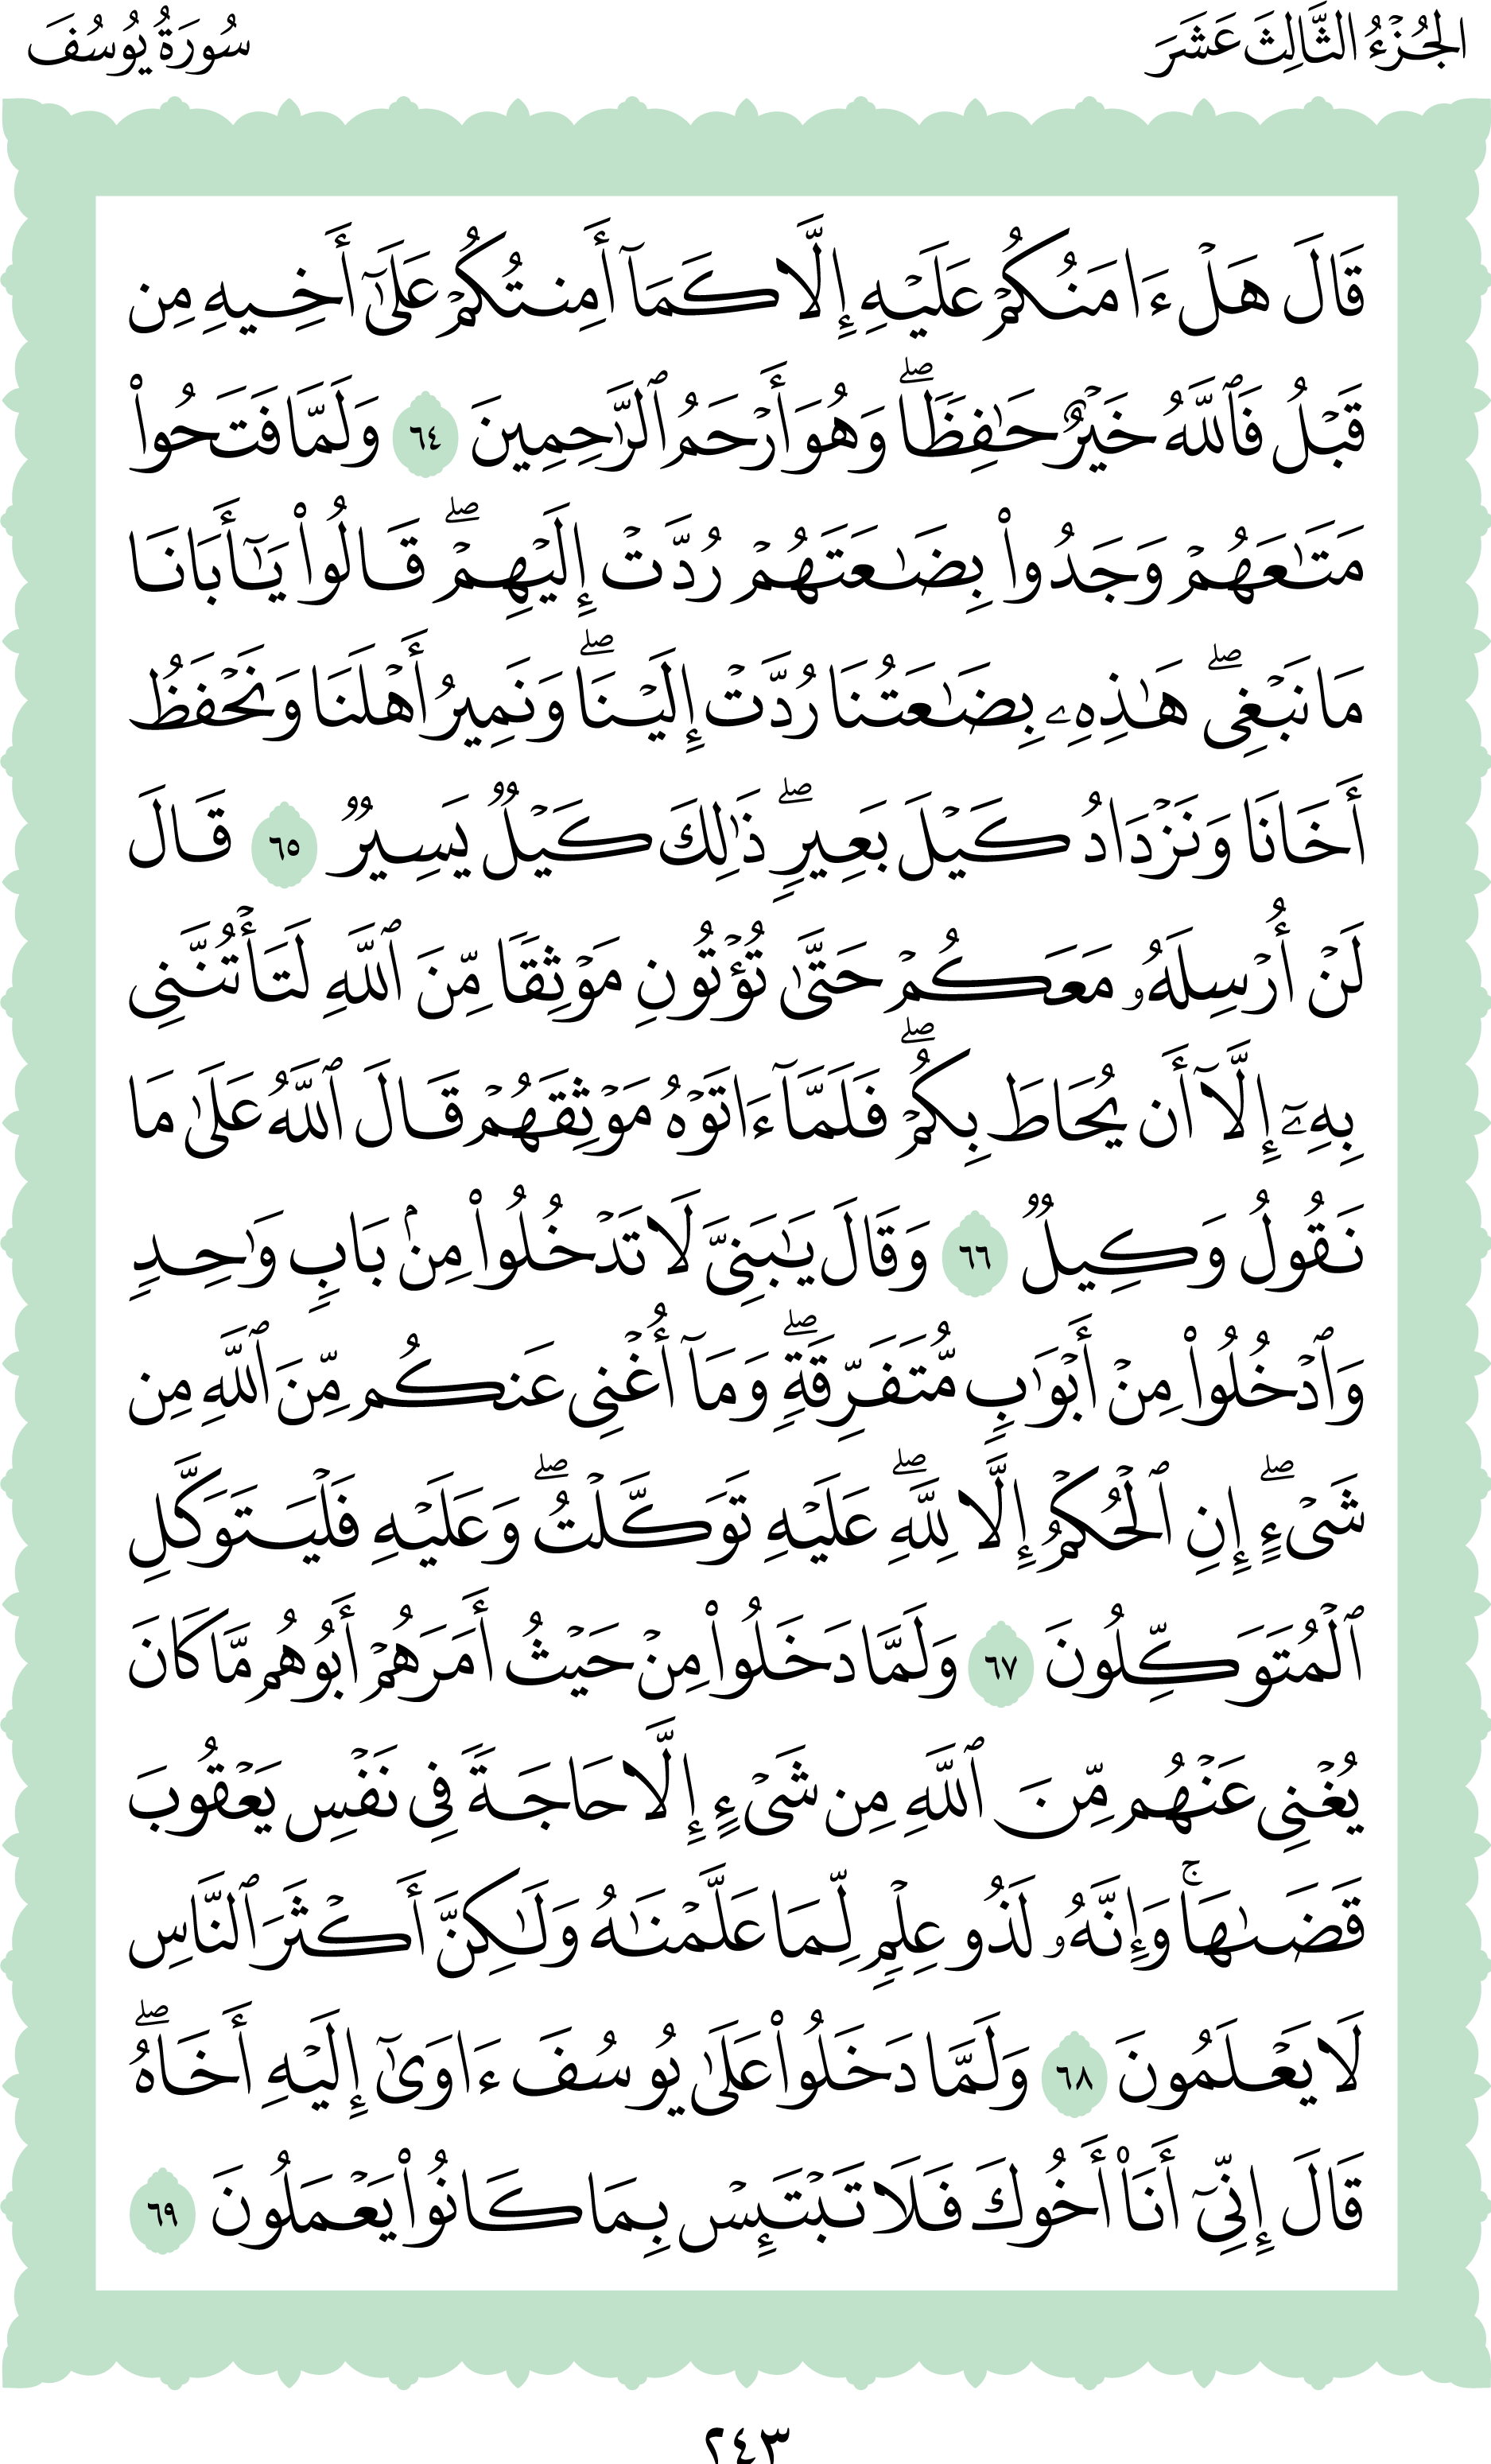 الجُزْءُ الثَّالِثَ عَشَرَ
سُورَةُ يُوسُفَ
قَالَ هَلْ ءَامَنُكُمْ عَلَيْهِ إِلَّا كَمَآ أَمِنتُكُمْ عَلَىٰٓ أَخِيهِ مِن
قَبْلُ فَٱللَّهُ خَيْرٌ حَـٰفِظًۭا ۖ وَهُوَ أَرْحَمُ ٱلرَّٰحِمِينَ ٦٤ وَلَمَّا فَتَحُوا۟
مَتَـٰعَهُمْ وَجَدُوا۟ بِضَـٰعَتَهُمْ رُدَّتْ إِلَيْهِمْ ۖ قَالُوا۟ يَـٰٓأَبَانَا
مَا نَبْغِى ۖ هَـٰذِهِۦ بِضَـٰعَتُنَا رُدَّتْ إِلَيْنَا ۖ وَنَمِيرُ أَهْلَنَا وَنَحْفَظُ
أَخَانَا وَنَزْدَادُ كَيْلَ بَعِيرٍۢ ۖ ذَٰلِكَ كَيْلٌۭ يَسِيرٌۭ ٦٥ قَالَ
لَنْ أُرْسِلَهُۥ مَعَكُمْ حَتَّىٰ تُؤْتُونِ مَوْثِقًۭا مِّنَ ٱللَّهِ لَتَأْتُنَّنِى
بِهِۦٓ إِلَّآ أَن يُحَاطَ بِكُمْ ۖ فَلَمَّآ ءَاتَوْهُ مَوْثِقَهُمْ قَالَ ٱللَّهُ عَلَىٰ مَا
نَقُولُ وَكِيلٌۭ ٦٦ وَقَالَ يَـٰبَنِىَّ لَا تَدْخُلُوا۟ مِنۢ بَابٍۢ وَٰحِدٍۢ
وَٱدْخُلُوا۟ مِنْ أَبْوَٰبٍۢ مُّتَفَرِّقَةٍۢ ۖ وَمَآ أُغْنِى عَنكُم مِّنَ ٱللَّهِ مِن
شَىْءٍ ۖ إِنِ ٱلْحُكْمُ إِلَّا لِلَّهِ ۖ عَلَيْهِ تَوَكَّلْتُ ۖ وَعَلَيْهِ فَلْيَتَوَكَّلِ
ٱلْمُتَوَكِّلُونَ ٦٧ وَلَمَّا دَخَلُوا۟ مِنْ حَيْثُ أَمَرَهُمْ أَبُوهُم مَّا كَانَ
يُغْنِى عَنْهُم مِّنَ ٱللَّهِ مِن شَىْءٍ إِلَّا حَاجَةًۭ فِى نَفْسِ يَعْقُوبَ
قَضَىٰهَا ۚ وَإِنَّهُۥ لَذُو عِلْمٍۢ لِّمَا عَلَّمْنَـٰهُ وَلَـٰكِنَّ أَكْثَرَ ٱلنَّاسِ
لَا يَعْلَمُونَ ٦٨ وَلَمَّا دَخَلُوا۟ عَلَىٰ يُوسُفَ ءَاوَىٰٓ إِلَيْهِ أَخَاهُ ۖ
قَالَ إِنِّىٓ أَنَا۠ أَخُوكَ فَلَا تَبْتَئِسْ بِمَا كَانُوا۟ يَعْمَلُونَ ٦٩
٢٤٣